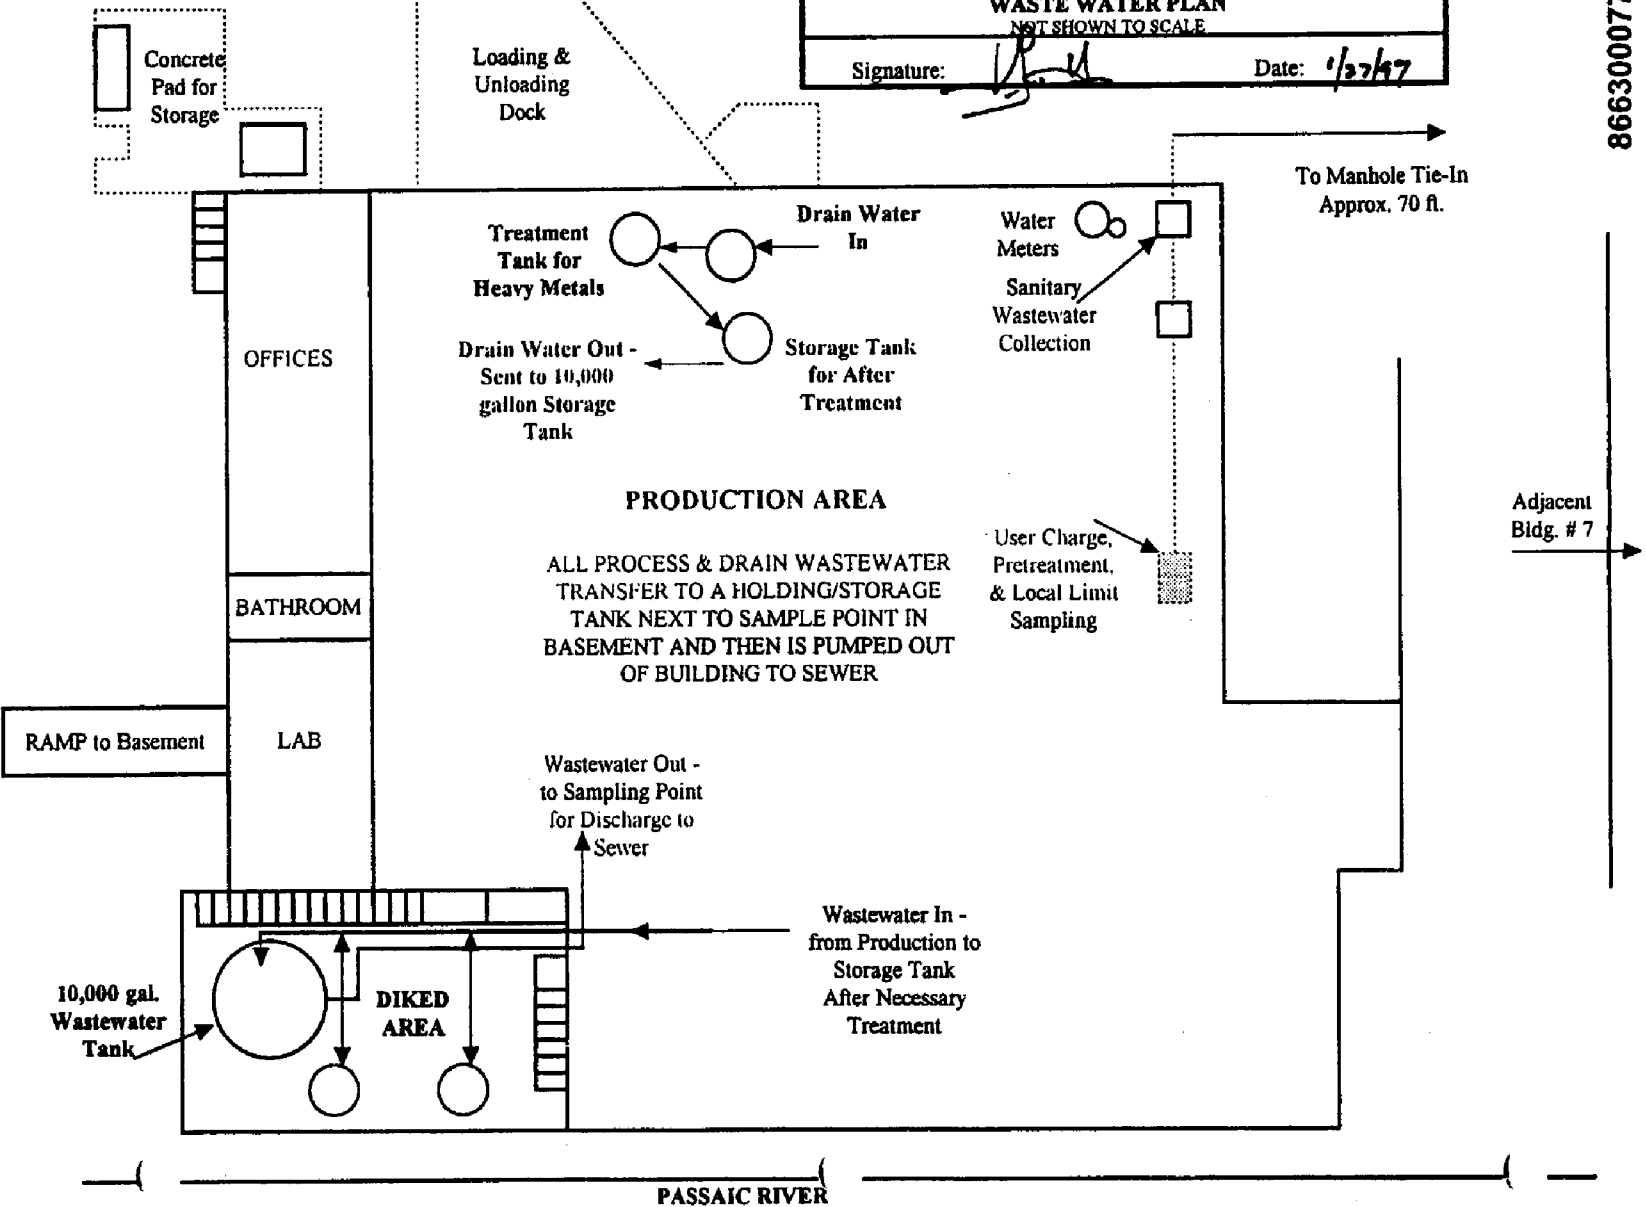 WASTE WATER PLAN
NOT SHOWN TO SCALE
Signature:
Date: 1/27/97
Concrete
Pad for
Storage
Loading &
Unloading
Dock
To Manhole Tie-In
Approx. 70 ft.
Treatment
Tank for
Heavy Metals
Drain Water
In
Water
Meters
Sanitary
Wastewater
Collection
OFFICES
Drain Water Out -
Sent to 10,000
gallon Storage
Tank
Storage Tank
for After
Treatment
PRODUCTION AREA
ALL PROCESS & DRAIN WASTEWATER
TRANSFER TO A HOLDING/STORAGE
TANK NEXT TO SAMPLE POINT IN
BASEMENT AND THEN IS PUMPED OUT
OF BUILDING TO SEWER
User Charge,
Pretreatment,
& Local Limit
Sampling
Adjacent
Bldg. # 7
BATHROOM
RAMP to Basement
LAB
Wastewater Out -
to Sampling Point
for Discharge to
Sewer
Wastewater In -
from Production to
Storage Tank
After Necessary
Treatment
10,000 gal.
Wastewater
Tank
DIKED
AREA
PASSAIC RIVER